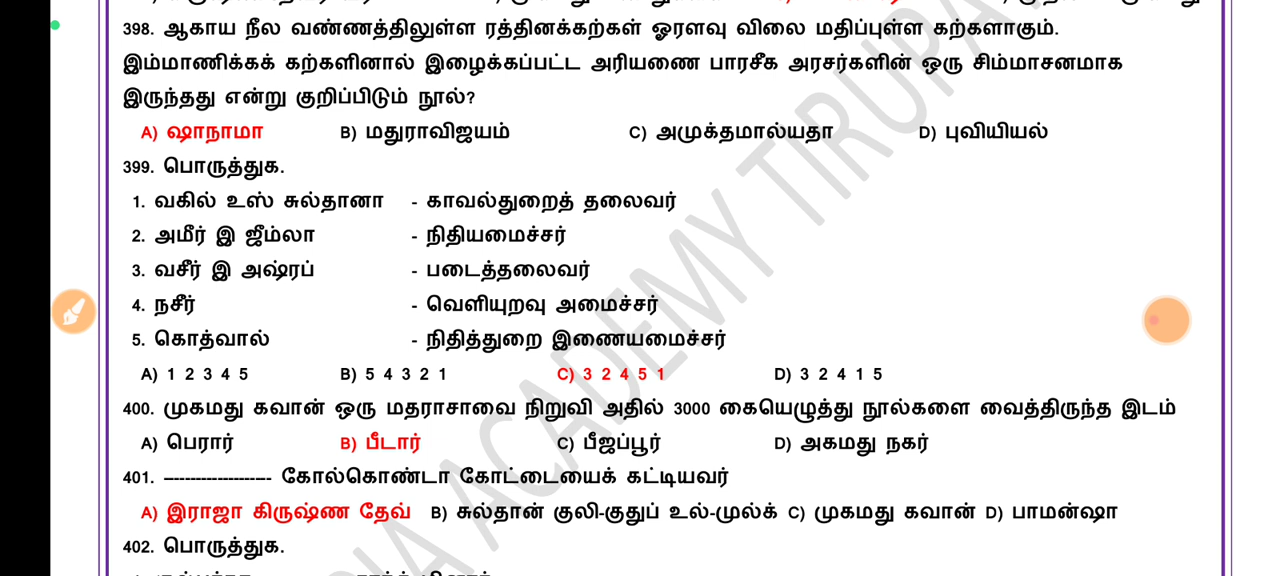 398. ஆகாய நீல வண்ணத்திலுள்ள ரத்தினக்கற்கள் ஓரளவு விலை மதிப்புள்ள கற்களாகும்.
இம்மாணிக்கக் கற்களினால் இழைக்கப்பட்ட அரியணை பாரசீக அரசர்களின் ஒரு சிம்மாசனமாக
இருந்தது என்று குறிப்பிடும் நூல்?
A) ஷாநாமா B) மதுராவிஜயம் C) அமுக்தமால்யதா D) புவியியல்
399. பொருத்துக.
1. வகில் உஸ் சுல்தானா - காவல்துறைத் தலைவர்
2. அமீர் இ ஜீம்லா - நிதியமைச்சர்
3. வசீர் இ அஷ்ரப் - படைத்தலைவர்
4. நசீர் - வெளியுறவு அமைச்சர்
5. கொத்வால் - நிதித்துறை இணையமைச்சர்
A) 1 2 3 4 5 B) 5 4 3 2 1 C) 3 2 4 5 1 D) 3 2 4 1 5
400. முகமது கவான் ஒரு மதராசாவை நிறுவி அதில் 3000 கையெழுத்து நூல்களை வைத்திருந்த இடம்
A) பெரார் B) பீடார் C) பீஜப்பூர் D) அகமது நகர்
401. -------------------- கோல்கொண்டா கோட்டையைக் கட்டியவர்
A) இராஜா கிருஷ்ண தேவ் B) சுல்தான் குலி-குதுப் உல்-முல்க் C) முகமது கவான் D) பாமன்ஷா
402. பொருத்துக.
IA ACADEMY TIRUPA